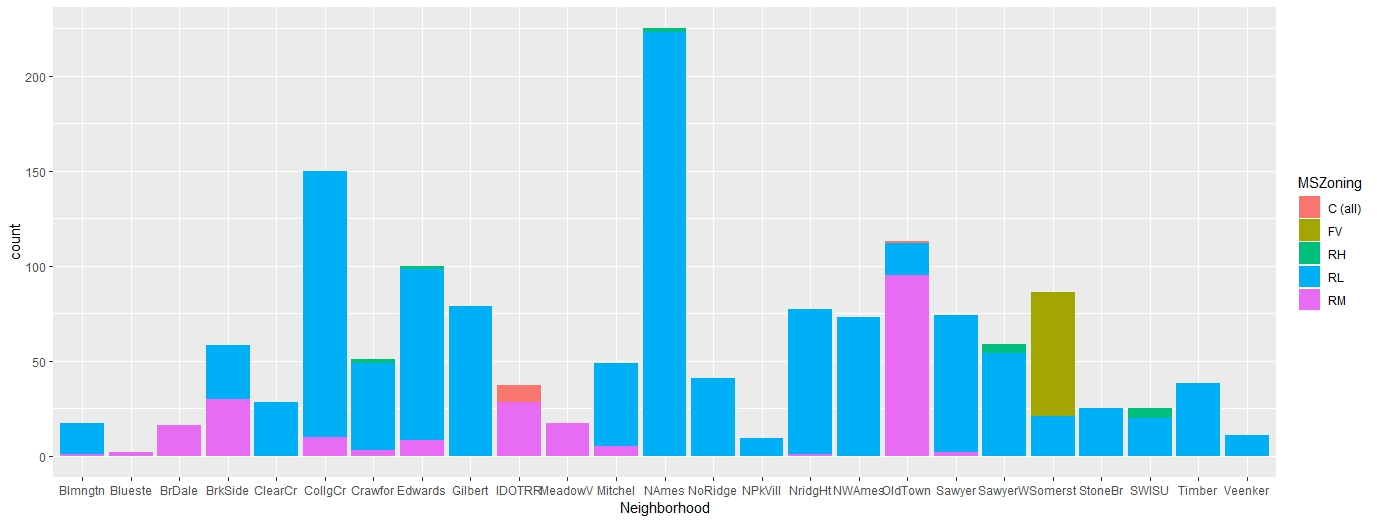 200
150
100
50
0
count
Blmngtn Blueste BrDale BrkSide ClearCr CollgCr Crawfor Edwards Gilbert IDOTRR MeadowV Mitchel NAmes NoRidge NPkVill NridgHt NWAmes OldTown Sawyer SawyerW Somerst StoneBr SWISU Timber Veenker
Neighborhood
MSZoning
C (all)
FV
RH
RL
RM